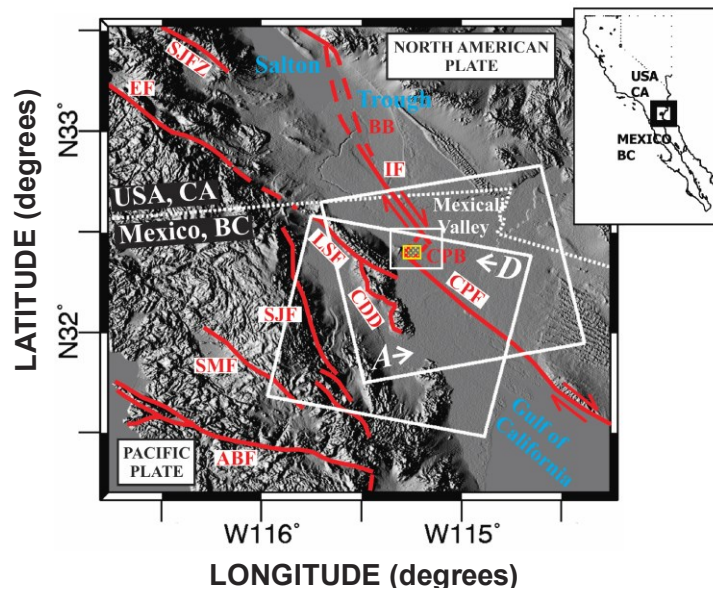 NORTH AMERICAN
PLATE
SJFZ
Salton
EF
Trough
BB
IF
USA, CA
Mexico, BC
Mexicali
Valley
LSF
CPB
D
CPF
CDD
SJF
SMF
A
Gulf of
California
PACIFIC
PLATE
ABF
USA
CA
MEXICO
BC
N33°
N32°
W116°
W115°
LATITUDE (degrees)
LONGITUDE (degrees)